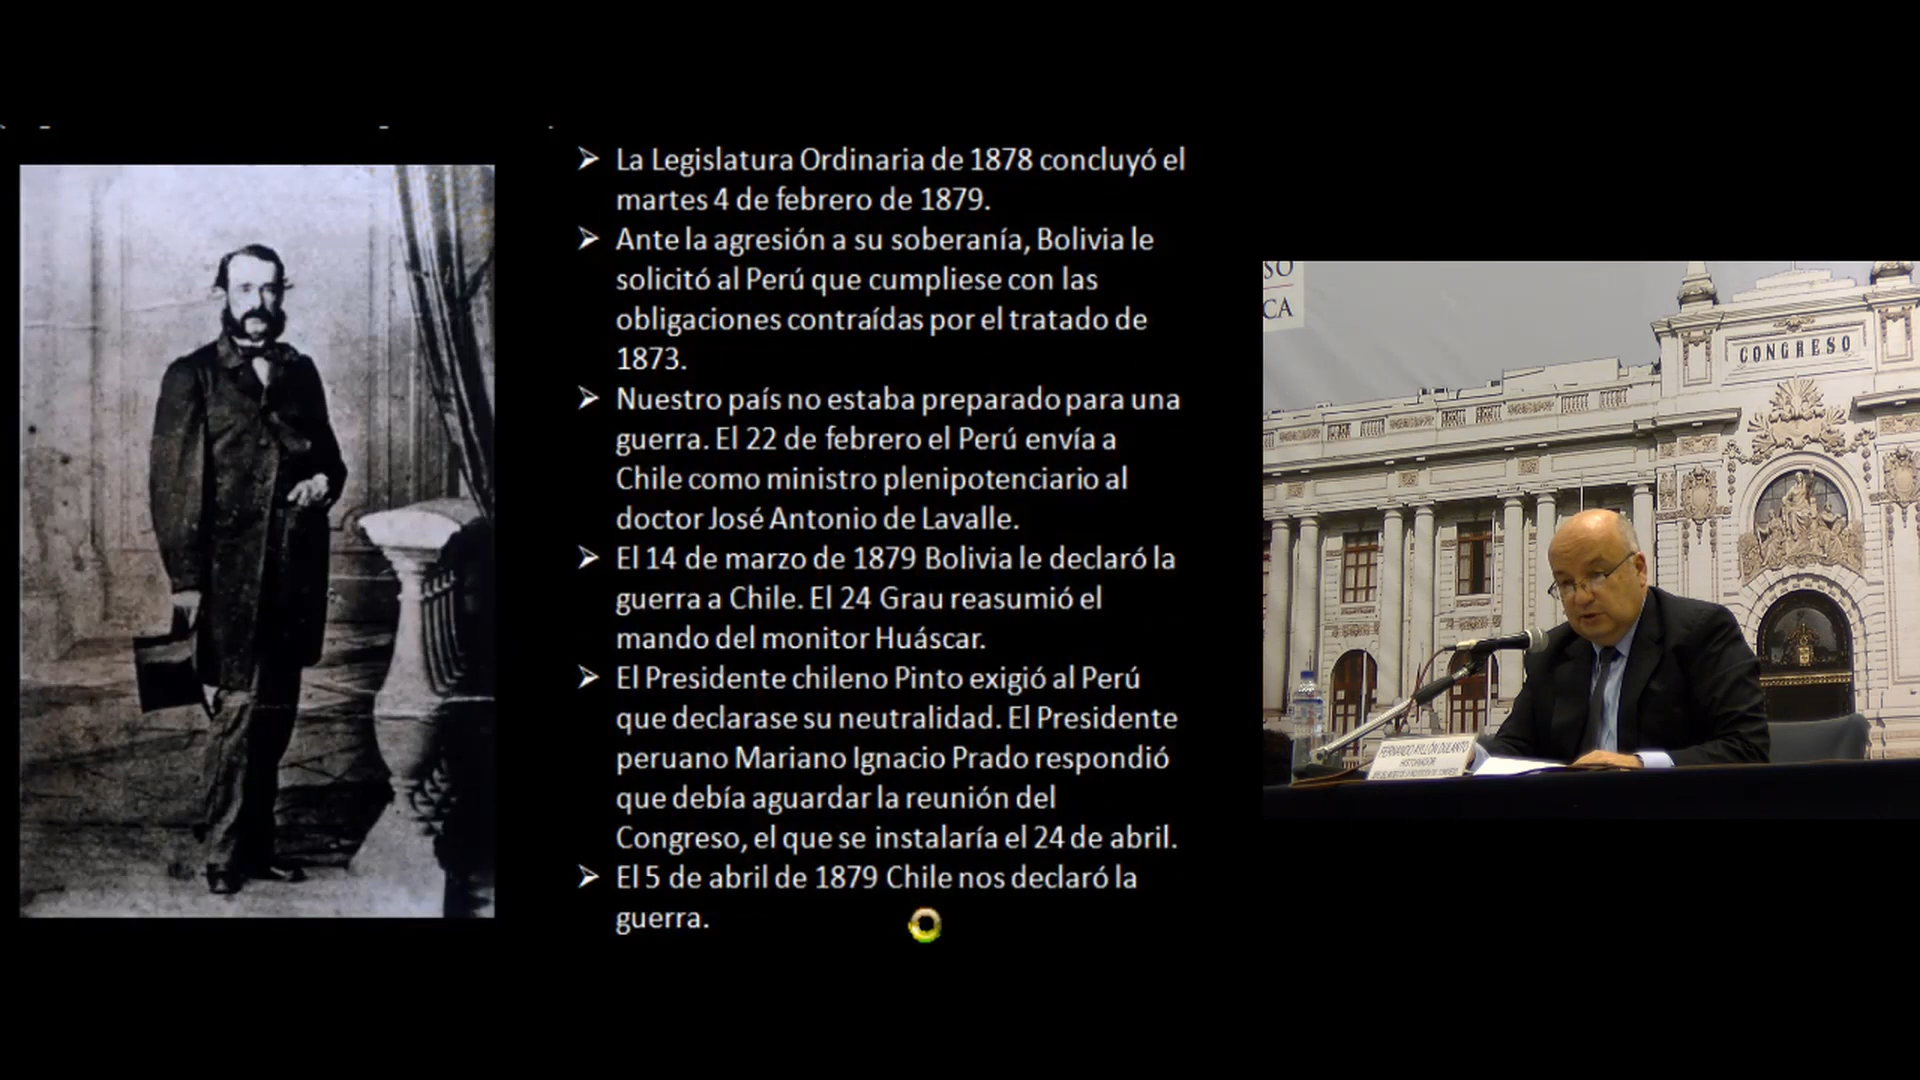 ➢ La Legislatura Ordinaria de 1878 concluyó el
martes 4 de febrero de 1879.
➢ Ante la agresión a su soberanía, Bolivia le
solicitó al Perú que cumpliese con las
obligaciones contraídas por el tratado de
1873.
➢ Nuestro país no estaba preparado para una
guerra. El 22 de febrero el Perú envía a
Chile como ministro plenipotenciario al
doctor José Antonio de Lavalle.
➢ El 14 de marzo de 1879 Bolivia le declaró la
guerra a Chile. El 24 Grau reasumió el
mando del monitor Huáscar.
➢ El Presidente chileno Pinto exigió al Perú
que declarase su neutralidad. El Presidente
peruano Mariano Ignacio Prado respondió
que debía aguardar la reunión del
Congreso, el que se instalaría el 24 de abril.
➢ El 5 de abril de 1879 Chile nos declaró la
guerra.
SO
CA
CONGRESO
FERNANDO AYLLÓN DULANTO
HISTORIADOR